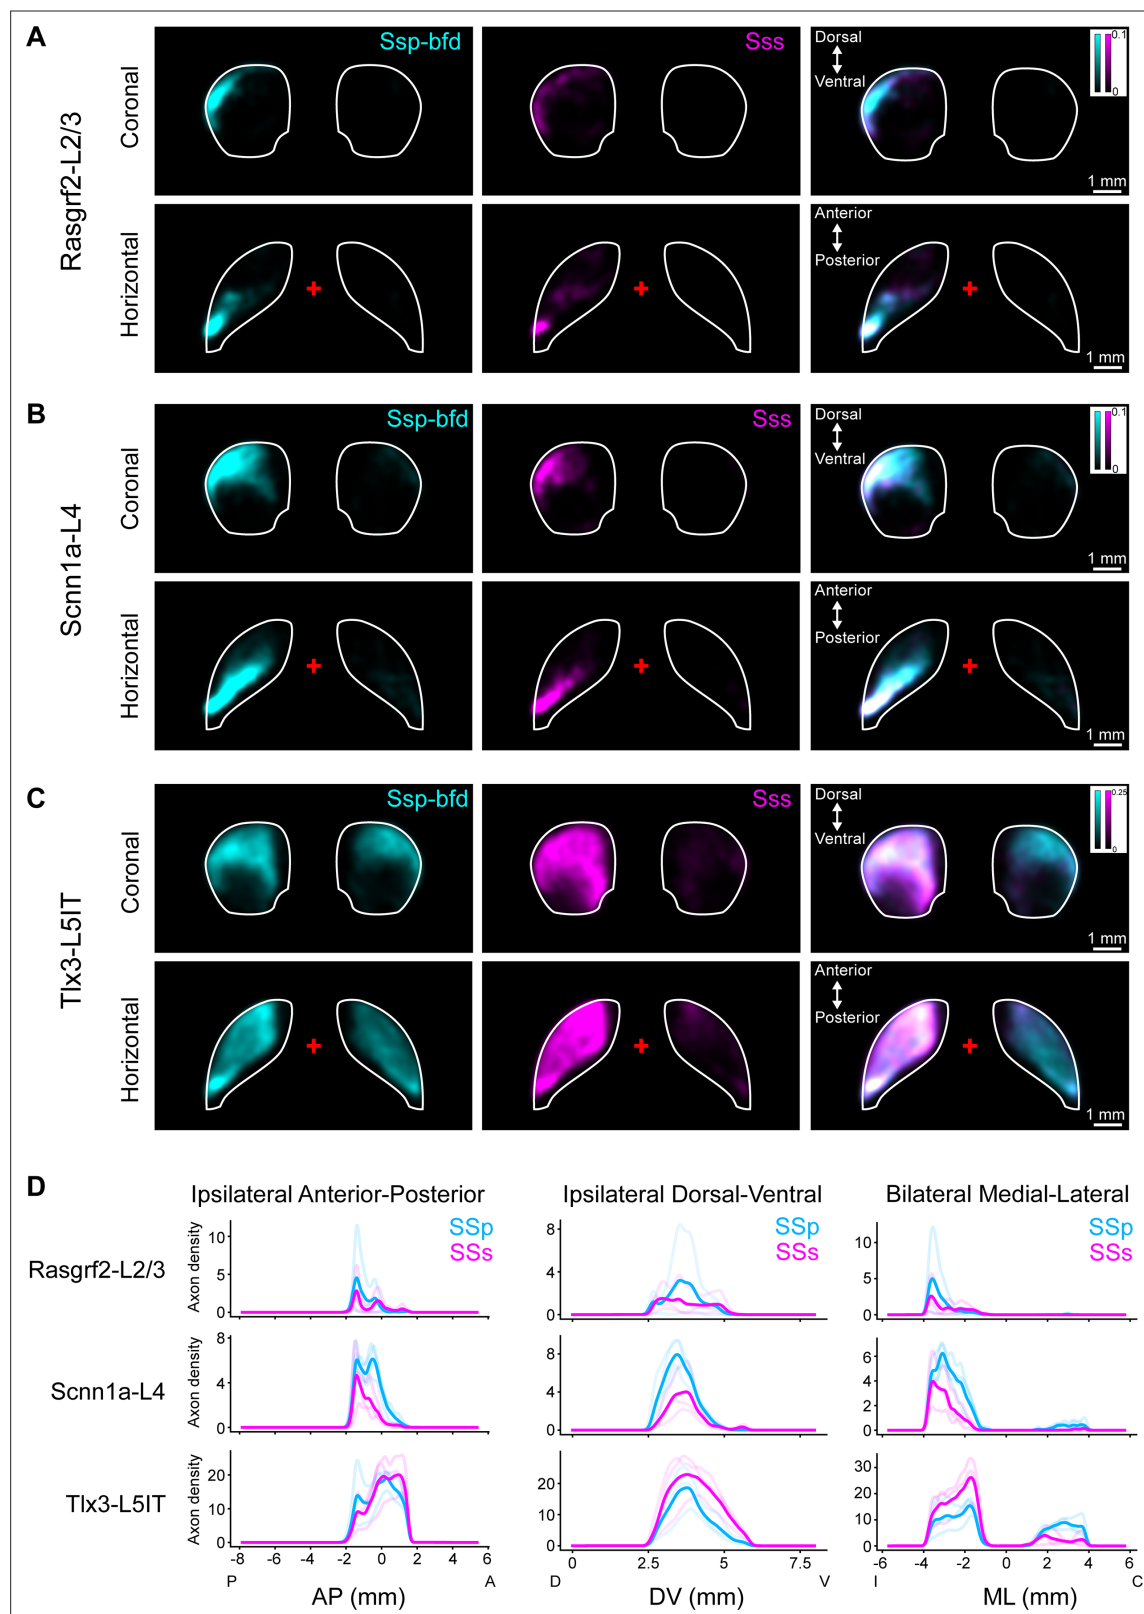 A
Rasgrf2-L2/3
Coronal
Ssp-bfd
Sss
Dorsal
Ventral
0.1
0
1 mm
Horizontal
Anterior
Posterior
1 mm
B
Scnn1a-L4
Coronal
Ssp-bfd
Sss
Dorsal
Ventral
0.1
0
1 mm
Horizontal
Anterior
Posterior
1 mm
C
Tlx3-L5IT
Coronal
Ssp-bfd
Sss
Dorsal
Ventral
0.25
0
1 mm
Horizontal
Anterior
Posterior
1 mm
D
Ipsilateral Anterior-Posterior
Ipsilateral Dorsal-Ventral
Bilateral Medial-Lateral
Rasgrf2-L2/3
Axon density
10
5
0
SSp
SSs
8
4
0
SSp
SSs
10
5
0
SSp
SSs
Scnn1a-L4
Axon density
8
4
0
8
4
0
6
4
2
0
Tlx3-L5IT
Axon density
20
10
0
20
10
0
30
20
10
0
-8 -6 -4 -2 0 2 4 6
P A
AP (mm)
0 2.5 5 7.5
D V
DV (mm)
-6 -4 -2 0 2 4 6
I C
ML (mm)